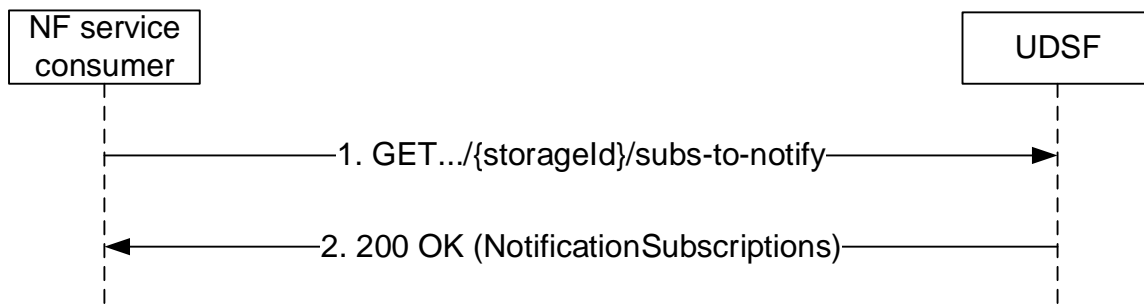 NF service
consumer
UDSF
1. GET.../{storageId}/subs-to-notify
2. 200 OK (NotificationSubscriptions)